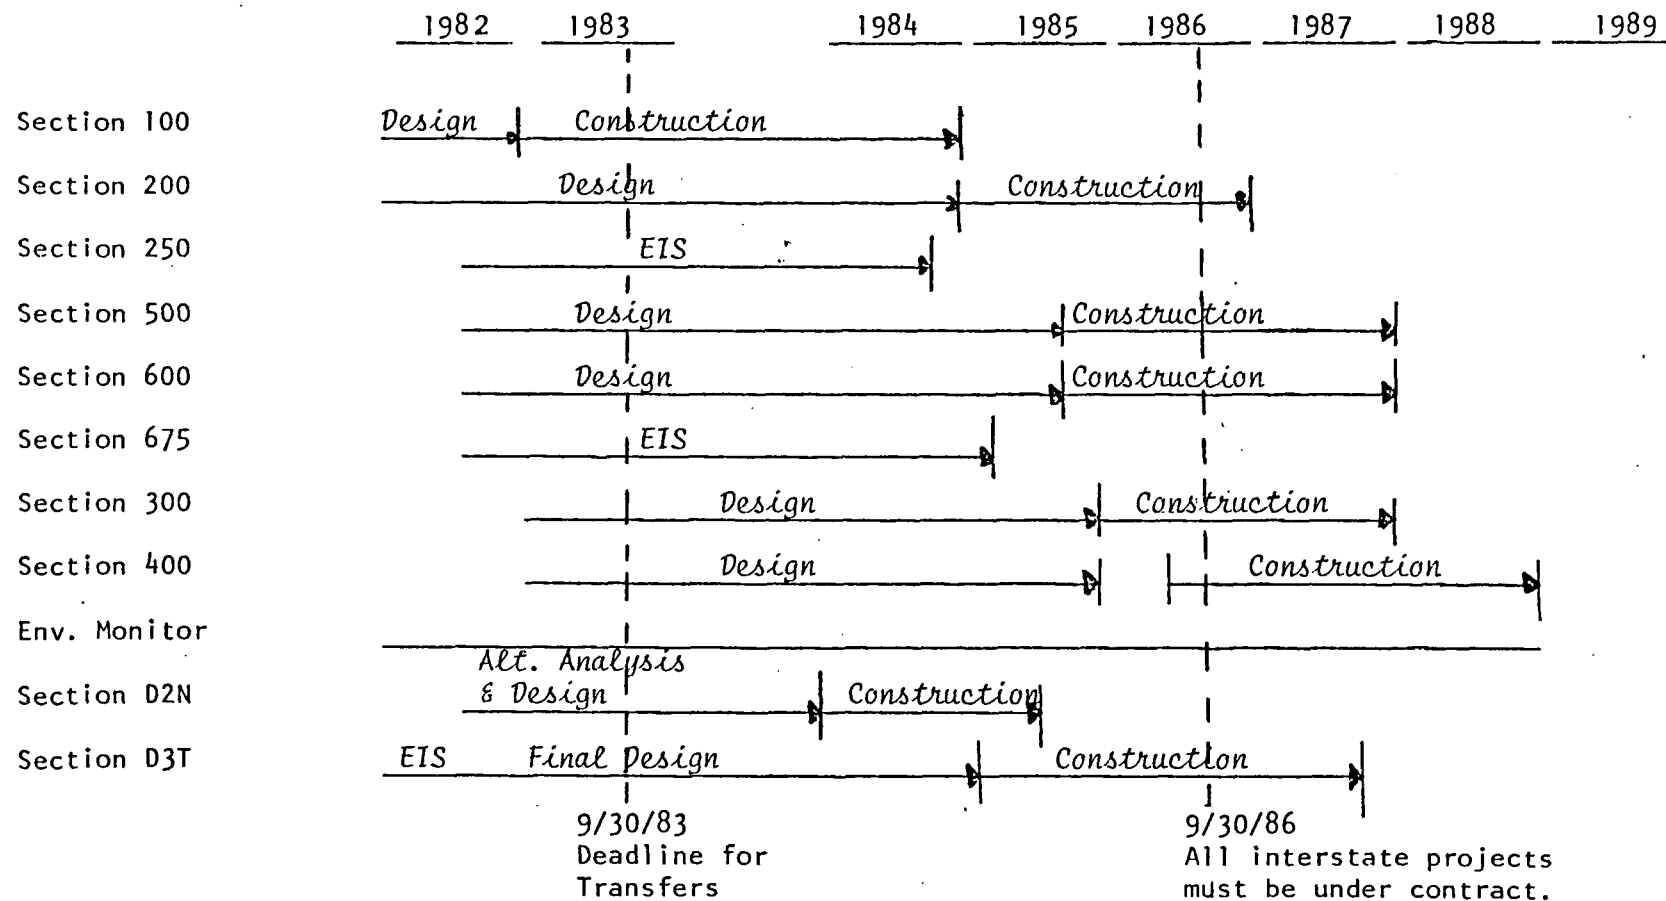 1982 1983 1984 1985 1986 1987 1988 1989
Section 100 Design Construction
Section 200 Design Construction
Section 250 EIS
Section 500 Design Construction
Section 600 Design Construction
Section 675 EIS
Section 300 Design Construction
Section 400 Design Construction
Env. Monitor
Alt. Analysis
Section D2N & Design Construction
Section D3T EIS Final Design Construction
9/30/83 9/30/86
Deadline for All interstate projects
Transfers must be under contract.